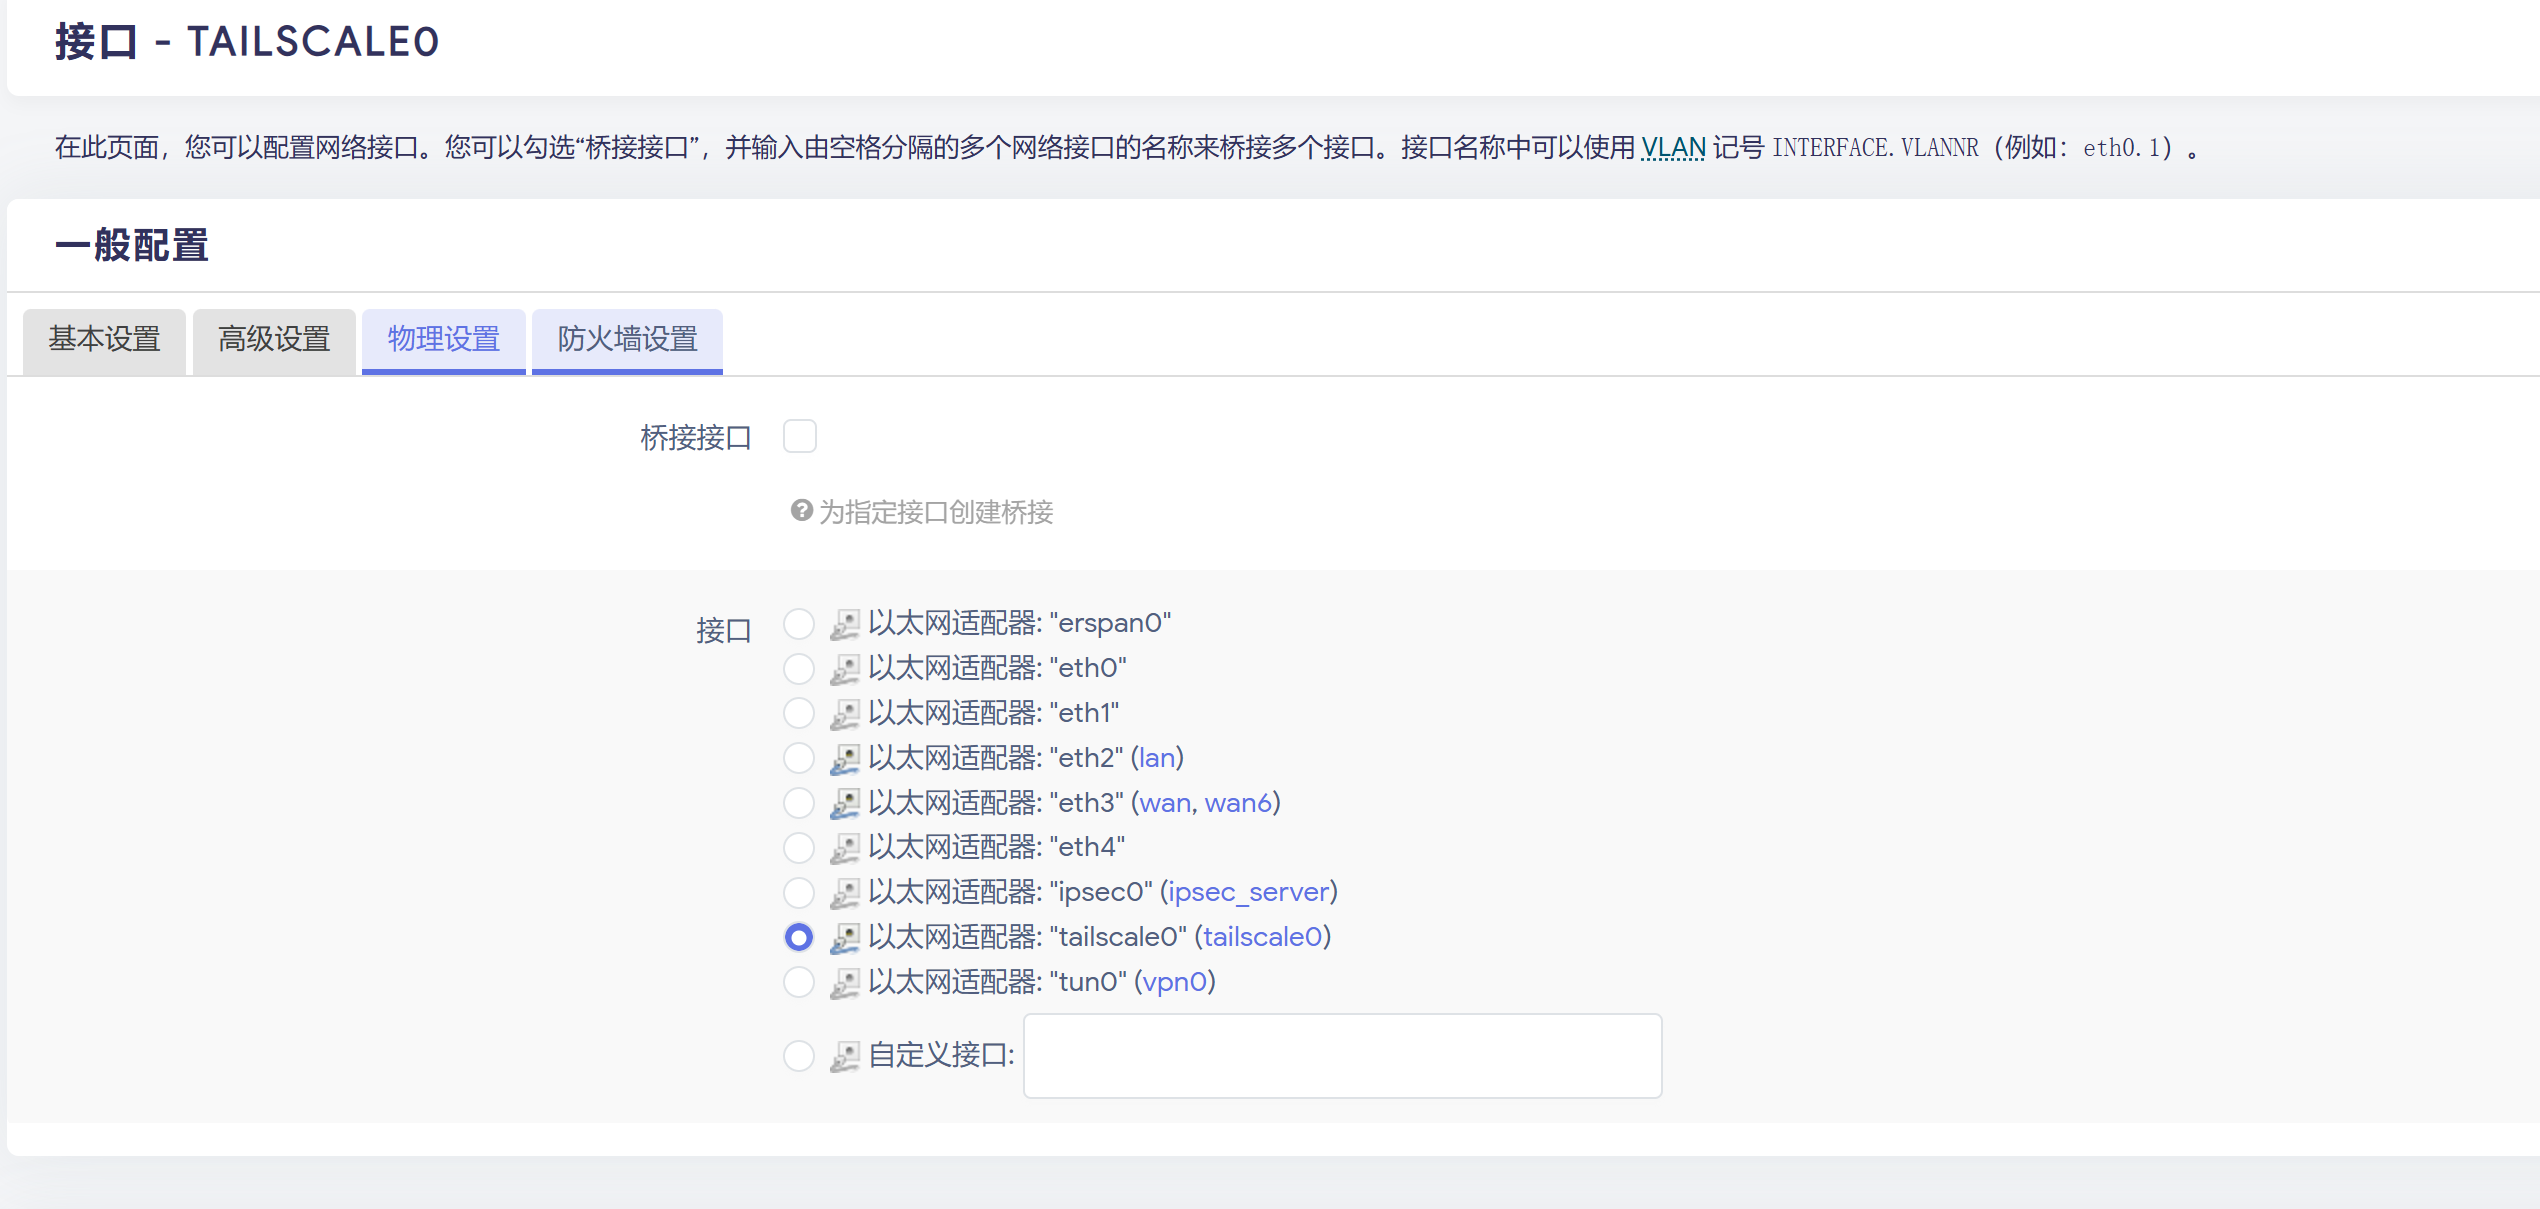 接口 - TAILSCALE0
在此页面，您可以配置网络接口。您可以勾选“桥接接口”，并输入由空格分隔的多个网络接口的名称来桥接多个接口。接口名称中可以使用 VLAN 记号 INTERFACE.VLANNR（例如：eth0.1）。
一般配置
基本设置 高级设置 物理设置 防火墙设置
桥接接口
为指定接口创建桥接
接口
以太网适配器: "erspan0"
以太网适配器: "eth0"
以太网适配器: "eth1"
以太网适配器: "eth2" (lan)
以太网适配器: "eth3" (wan, wan6)
以太网适配器: "eth4"
以太网适配器: "ipsec0" (ipsec_server)
以太网适配器: "tailscale0" (tailscale0)
以太网适配器: "tun0" (vpn0)
自定义接口: